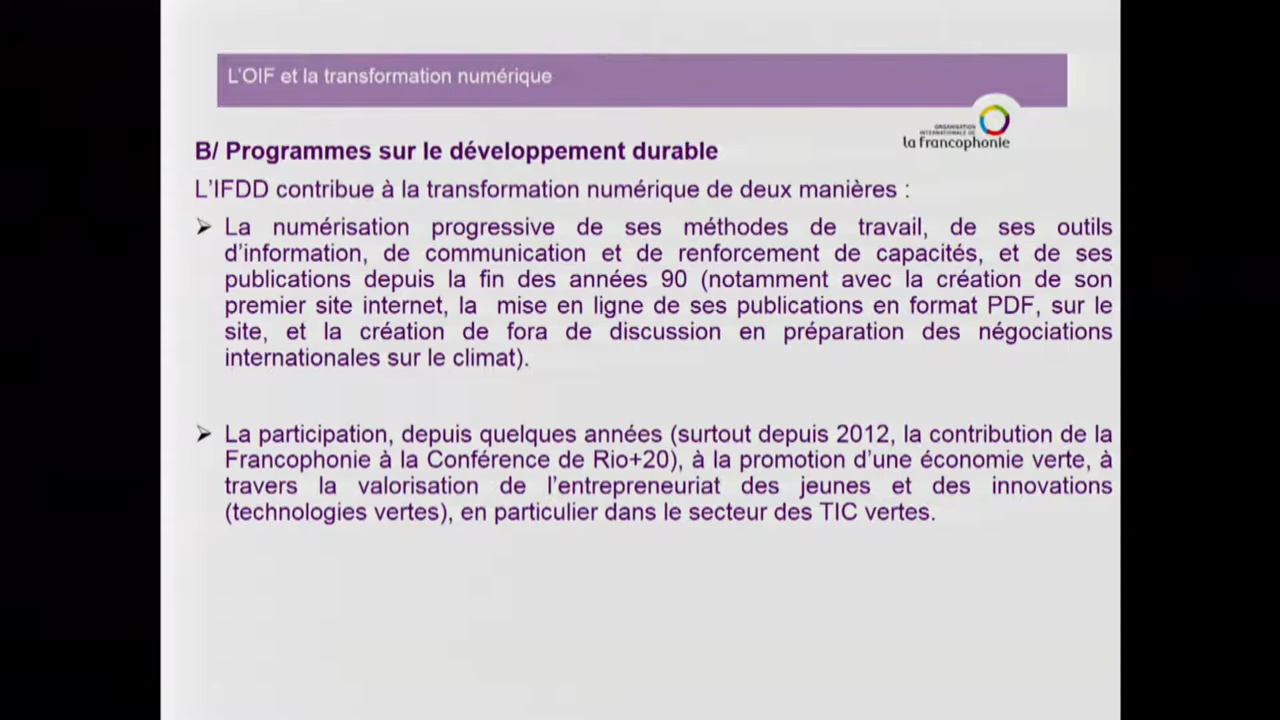 L'OIF et la transformation numérique
ORGANISATION
INTERNATIONALE DE
la francophonie
B/ Programmes sur le développement durable
L'IFDD contribue à la transformation numérique de deux manières :
➢ La numérisation progressive de ses méthodes de travail, de ses outils
d'information, de communication et de renforcement de capacités, et de ses
publications depuis la fin des années 90 (notamment avec la création de son
premier site internet, la mise en ligne de ses publications en format PDF, sur le
site, et la création de fora de discussion en préparation des négociations
internationales sur le climat).
➢ La participation, depuis quelques années (surtout depuis 2012, la contribution de la
Francophonie à la Conférence de Rio+20), à la promotion d'une économie verte, à
travers la valorisation de l'entrepreneuriat des jeunes et des innovations
(technologies vertes), en particulier dans le secteur des TIC vertes.